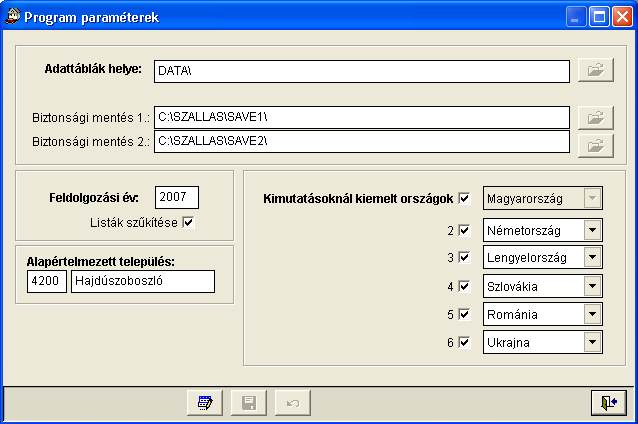 Program paraméterek
Adattáblák helye: DATA\
Biztonsági mentés 1.: C:\SZALLAS\SAVE1\
Biztonsági mentés 2.: C:\SZALLAS\SAVE2\
Feldolgozási év: 2007
Listák szűkítése
Alapértelmezett település:
4200 Hajdúszoboszló
Kimutatásoknál kiemelt országok Magyarország
2 Németország
3 Lengyelország
4 Szlovákia
5 Románia
6 Ukrajna